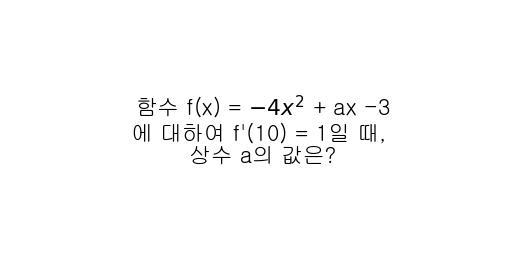 함수 f(x) = −4x² + ax −3
에 대하여 f'(10) = 1일 때,
상수 a의 값은?